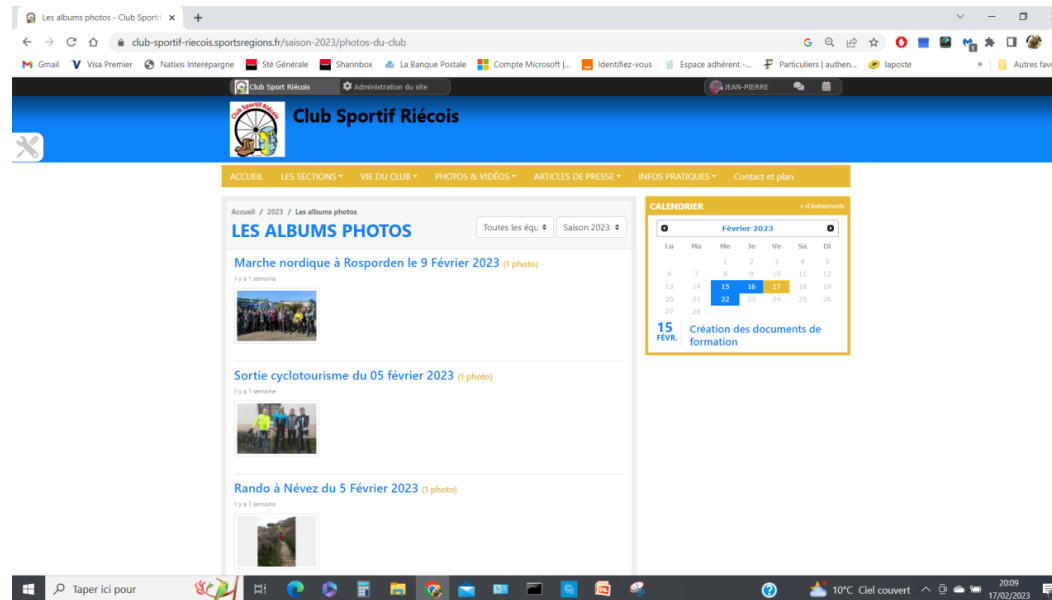 Les albums photos - Club Sporti
club-sportif-riecois.sportsregions.fr/saison-2023/photos-du-club
Gmail Visa Premier Natixis Interépargne Sté Générale Sharinbox La Banque Postale Compte Microsoft |... Identifiez-vous Espace adhérent -... Particuliers | authen... laposte » Autres favo
Club Sport Riécois Administration du site JEAN-PIERRE
Club Sportif Riécois
ACCUEIL LES SECTIONS VIE DU CLUB PHOTOS & VIDÉOS ARTICLES DE PRESSE INFOS PRATIQUES Contact et plan
Accueil / 2023 / Les albums photos
LES ALBUMS PHOTOS
Toutes les équ Saison 2023
Marche nordique à Rosporden le 9 Février 2023 (1 photo)
il y a 1 semaine
Sortie cyclotourisme du 05 février 2023 (1 photo)
il y a 1 semaine
Rando à Névez du 5 Février 2023 (1 photo)
il y a 1 semaine
CALENDRIER + d'évènements
Février 2023
Lu Ma Me Je Ve Sa Di
1 2 3 4 5
6 7 8 9 10 11 12
13 14 15 16 17 18 19
20 21 22 23 24 25 26
27 28
15 FÉVR.
Création des documents de
formation
Taper ici pour
10°C Ciel couvert
20:09
17/02/2023